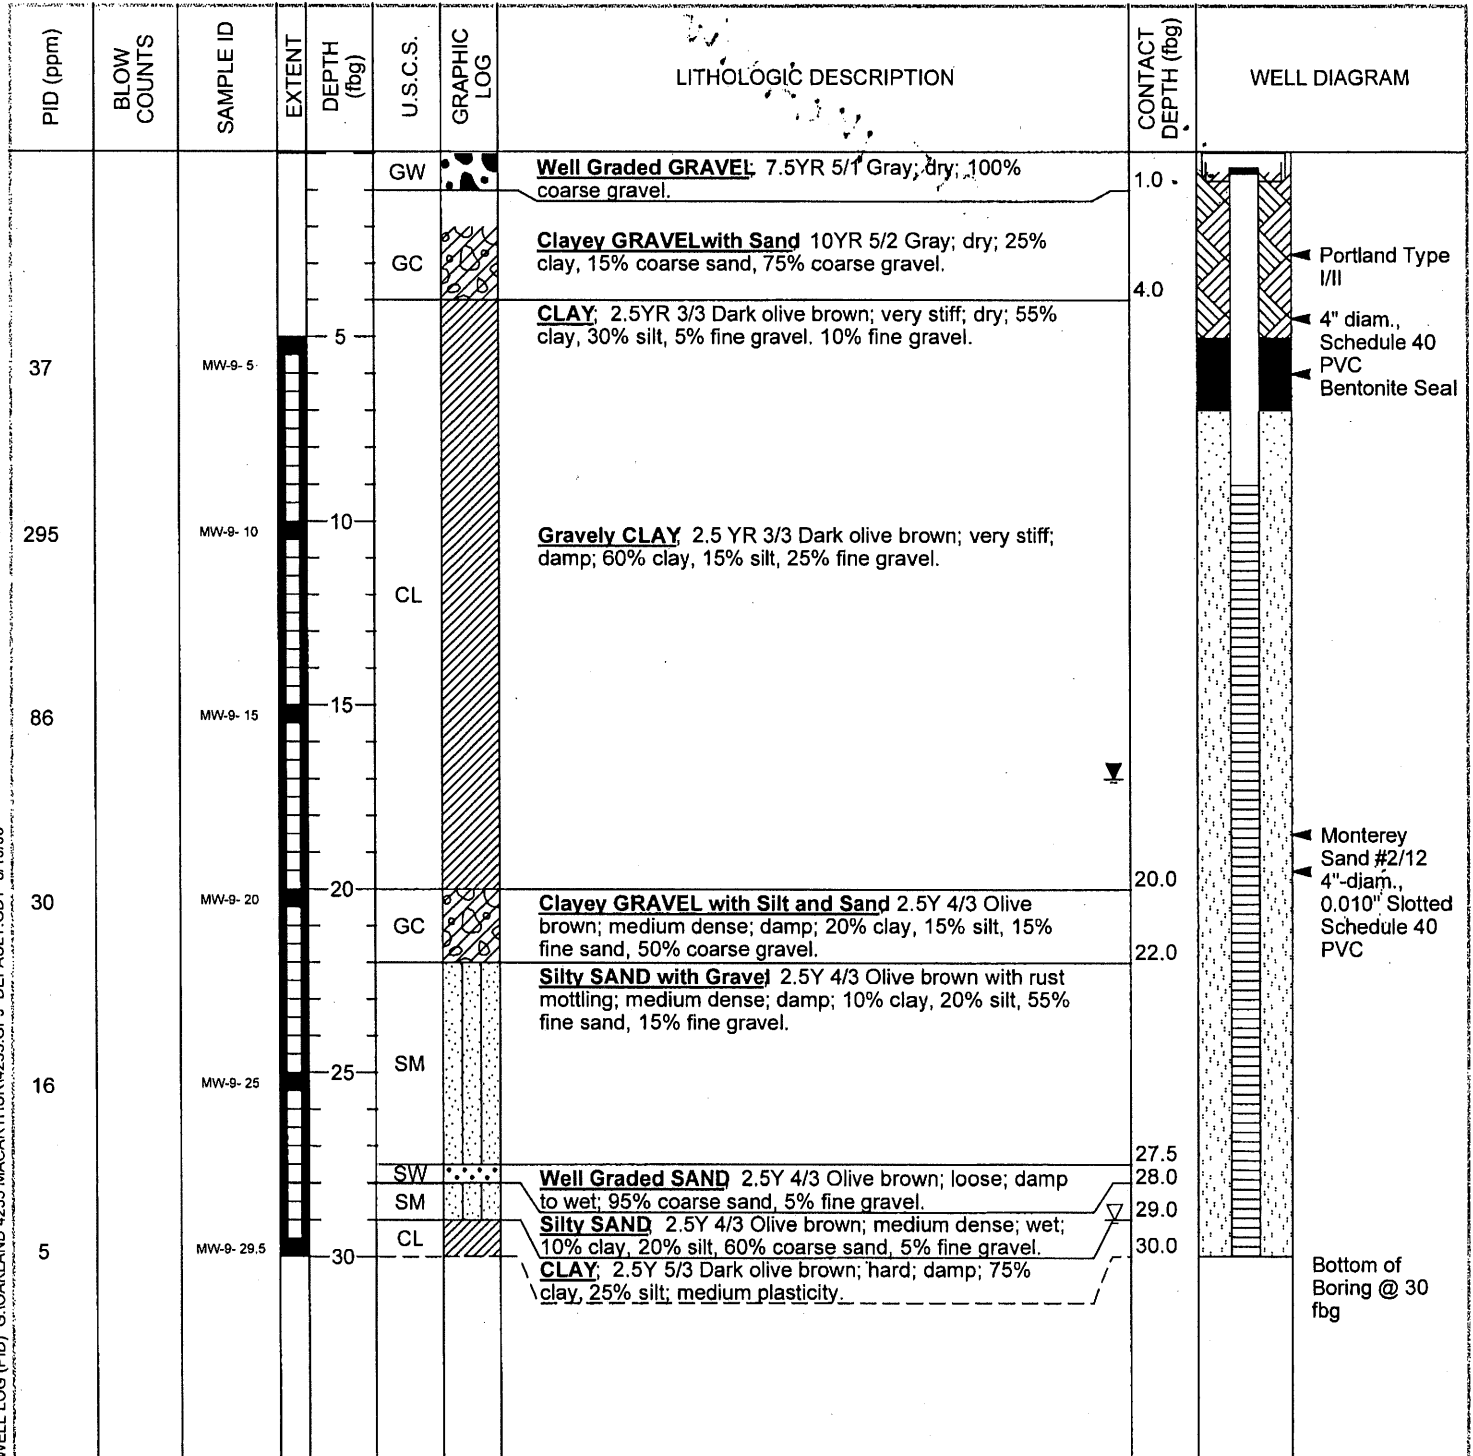 PID (ppm)
BLOW
COUNTS
SAMPLE ID
EXTENT
DEPTH
(fbg)
U.S.C.S.
GRAPHIC
LOG
LITHOLOGIC DESCRIPTION
CONTACT
DEPTH (fbg)
WELL DIAGRAM
GW
Well Graded GRAVEL; 7.5YR 5/1 Gray; dry; 100%
coarse gravel.
1.0
GC
Clayey GRAVELwith Sand 10YR 5/2 Gray; dry; 25%
clay, 15% coarse sand, 75% coarse gravel.
4.0
Portland Type
I/II
CLAY; 2.5YR 3/3 Dark olive brown; very stiff; dry; 55%
clay, 30% silt, 5% fine gravel. 10% fine gravel.
4" diam.,
Schedule 40
PVC
Bentonite Seal
5
37
MW-9- 5
10
295
MW-9- 10
Gravely CLAY; 2.5 YR 3/3 Dark olive brown; very stiff;
damp; 60% clay, 15% silt, 25% fine gravel.
CL
15
86
MW-9- 15
Monterey
Sand #2/12
4"-diam.,
0.010" Slotted
Schedule 40
PVC
20
20.0
30
MW-9- 20
GC
Clayey GRAVEL with Silt and Sand 2.5Y 4/3 Olive
brown; medium dense; damp; 20% clay, 15% silt, 15%
fine sand, 50% coarse gravel.
22.0
Silty SAND with Gravel 2.5Y 4/3 Olive brown with rust
mottling; medium dense; damp; 10% clay, 20% silt, 55%
fine sand, 15% fine gravel.
SM
25
16
MW-9- 25
27.5
SW
Well Graded SAND 2.5Y 4/3 Olive brown; loose; damp
to wet; 95% coarse sand, 5% fine gravel.
28.0
SM
Silty SAND; 2.5Y 4/3 Olive brown; medium dense; wet;
10% clay, 20% silt, 60% coarse sand, 5% fine gravel.
29.0
CL
30.0
5
MW-9- 29.5
30
CLAY; 2.5Y 5/3 Dark olive brown; hard; damp; 75%
clay, 25% silt; medium plasticity.
Bottom of
Boring @ 30
fbg
WELL LOG (PID) G:\OAKLAND 4255 MACARTHUR\4255.GPJ DEFAULT.GDT